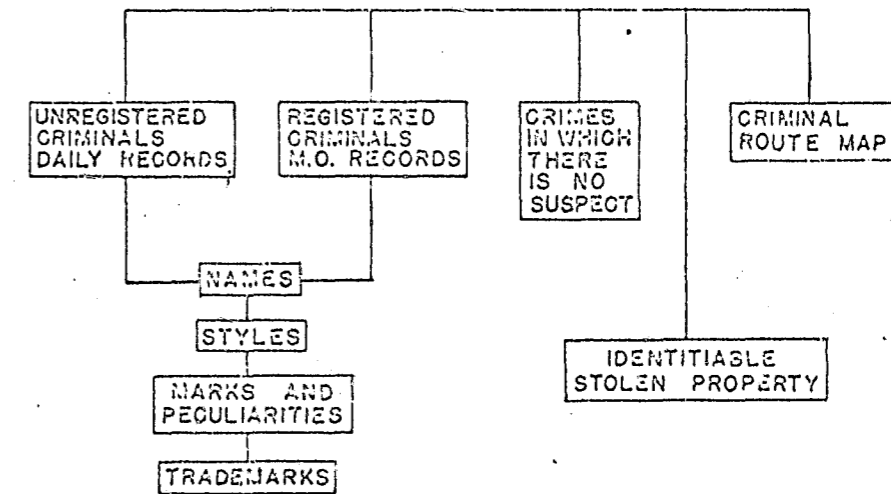 UNREGISTERED
CRIMINALS
DAILY RECORDS
REGISTERED
CRIMINALS
M.O. RECORDS
CRIMES
IN WHICH
THERE
IS NO
SUSPECT
CRIMINAL
ROUTE MAP
NAMES
STYLES
IDENTITIABLE
STOLEN PROPERTY
MARKS AND
PECULIARITIES
TRADEMARKS